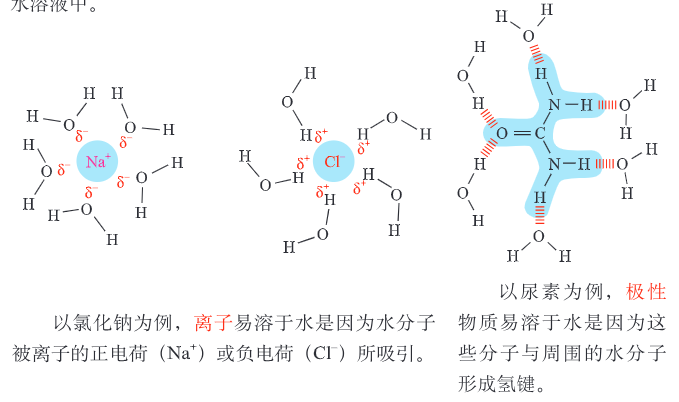 水溶液中。
H H H H
O O
δ⁻ δ⁻
H O δ⁻ Na⁺ δ⁻ O H
H δ⁻ H
H O
H
H
O
H δ⁺ H O H
H δ⁺ Cl⁻ δ⁺
O H δ⁺ δ⁺ H
H O
H O H
H
H H
O
H
O H
H N H O H
O C H
H N H O H
O H H
H
O
H H
以氯化钠为例，离子易溶于水是因为水分子
被离子的正电荷（Na⁺）或负电荷（Cl⁻）所吸引。
以尿素为例，极性
物质易溶于水是因为这
些分子与周围的水分子
形成氢键。